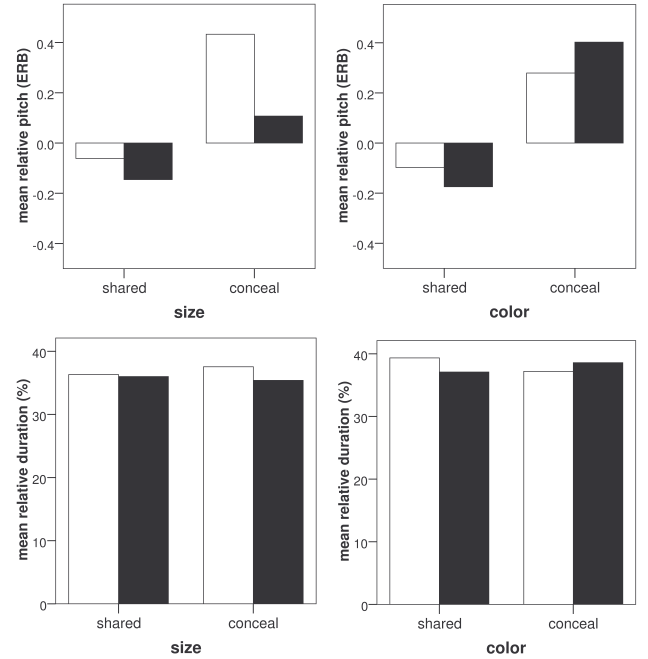 mean relative pitch (ERB)
0.4
0.2
0.0
-0.2
-0.4
shared conceal
size
mean relative pitch (ERB)
0.4
0.2
0.0
-0.2
-0.4
shared conceal
color
mean relative duration (%)
40
30
20
10
0
shared conceal
size
mean relative duration (%)
40
30
20
10
0
shared conceal
color